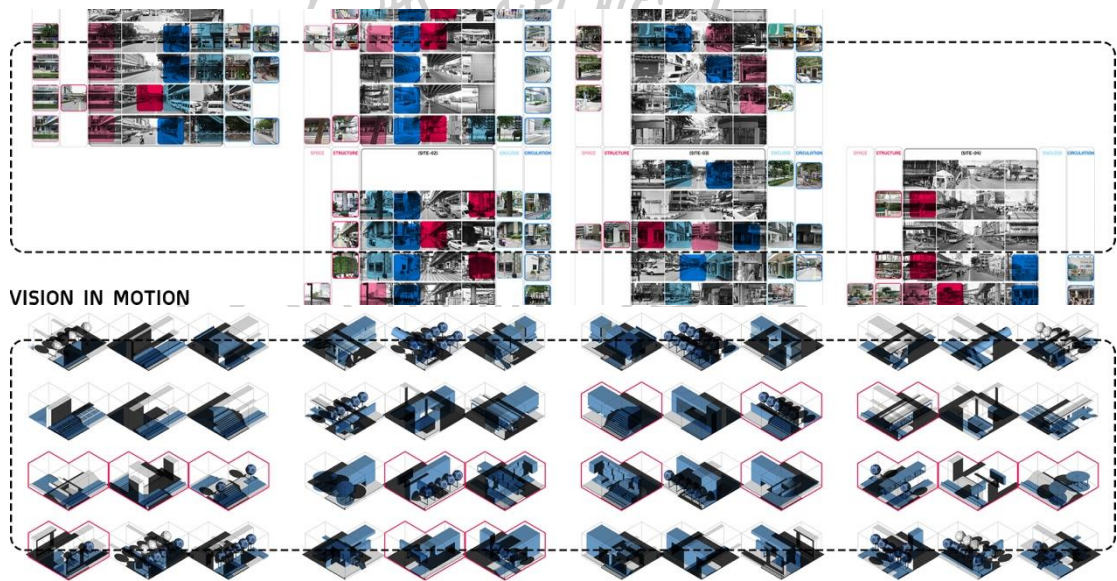 SPACE STRUCTURE (SITE-02) ENCLOSE CIRCULATION SPACE STRUCTURE (SITE-03) ENCLOSE CIRCULATION SPACE STRUCTURE (SITE-04) ENCLOSE CIRCULATION
VISION IN MOTION